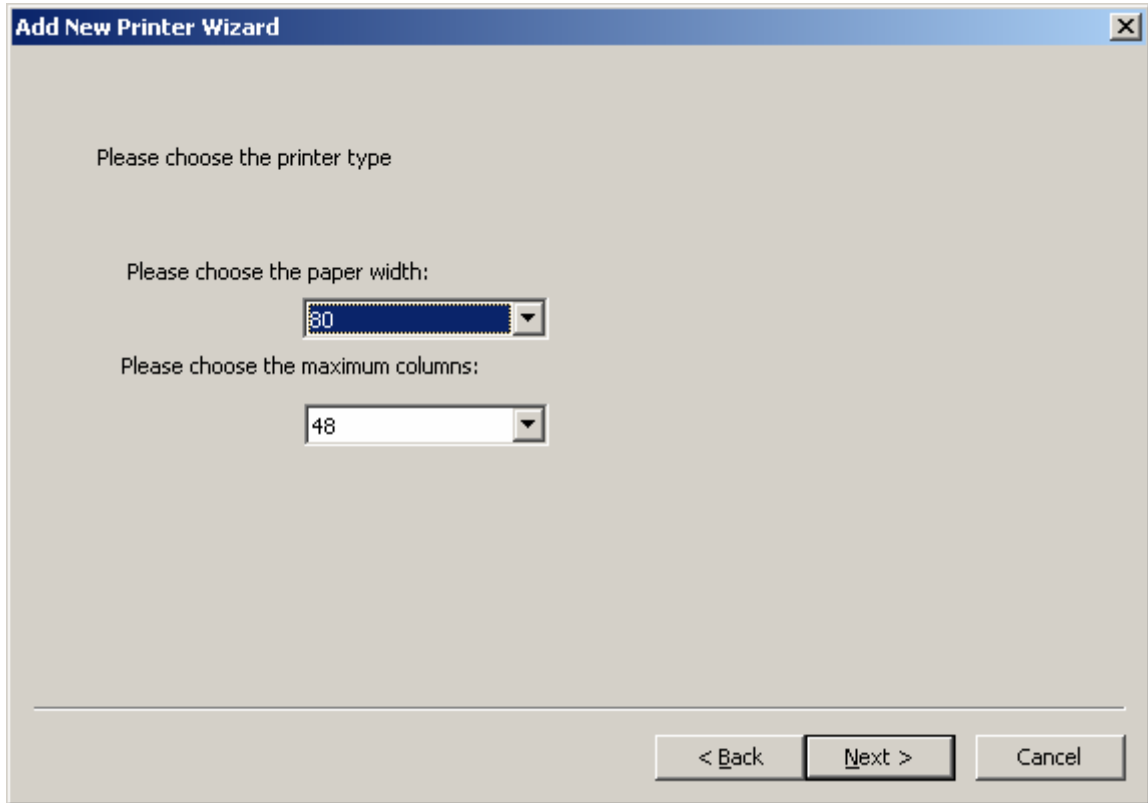 Add New Printer Wizard
Please choose the printer type
Please choose the paper width:
80
Please choose the maximum columns:
48
< Back
Next >
Cancel